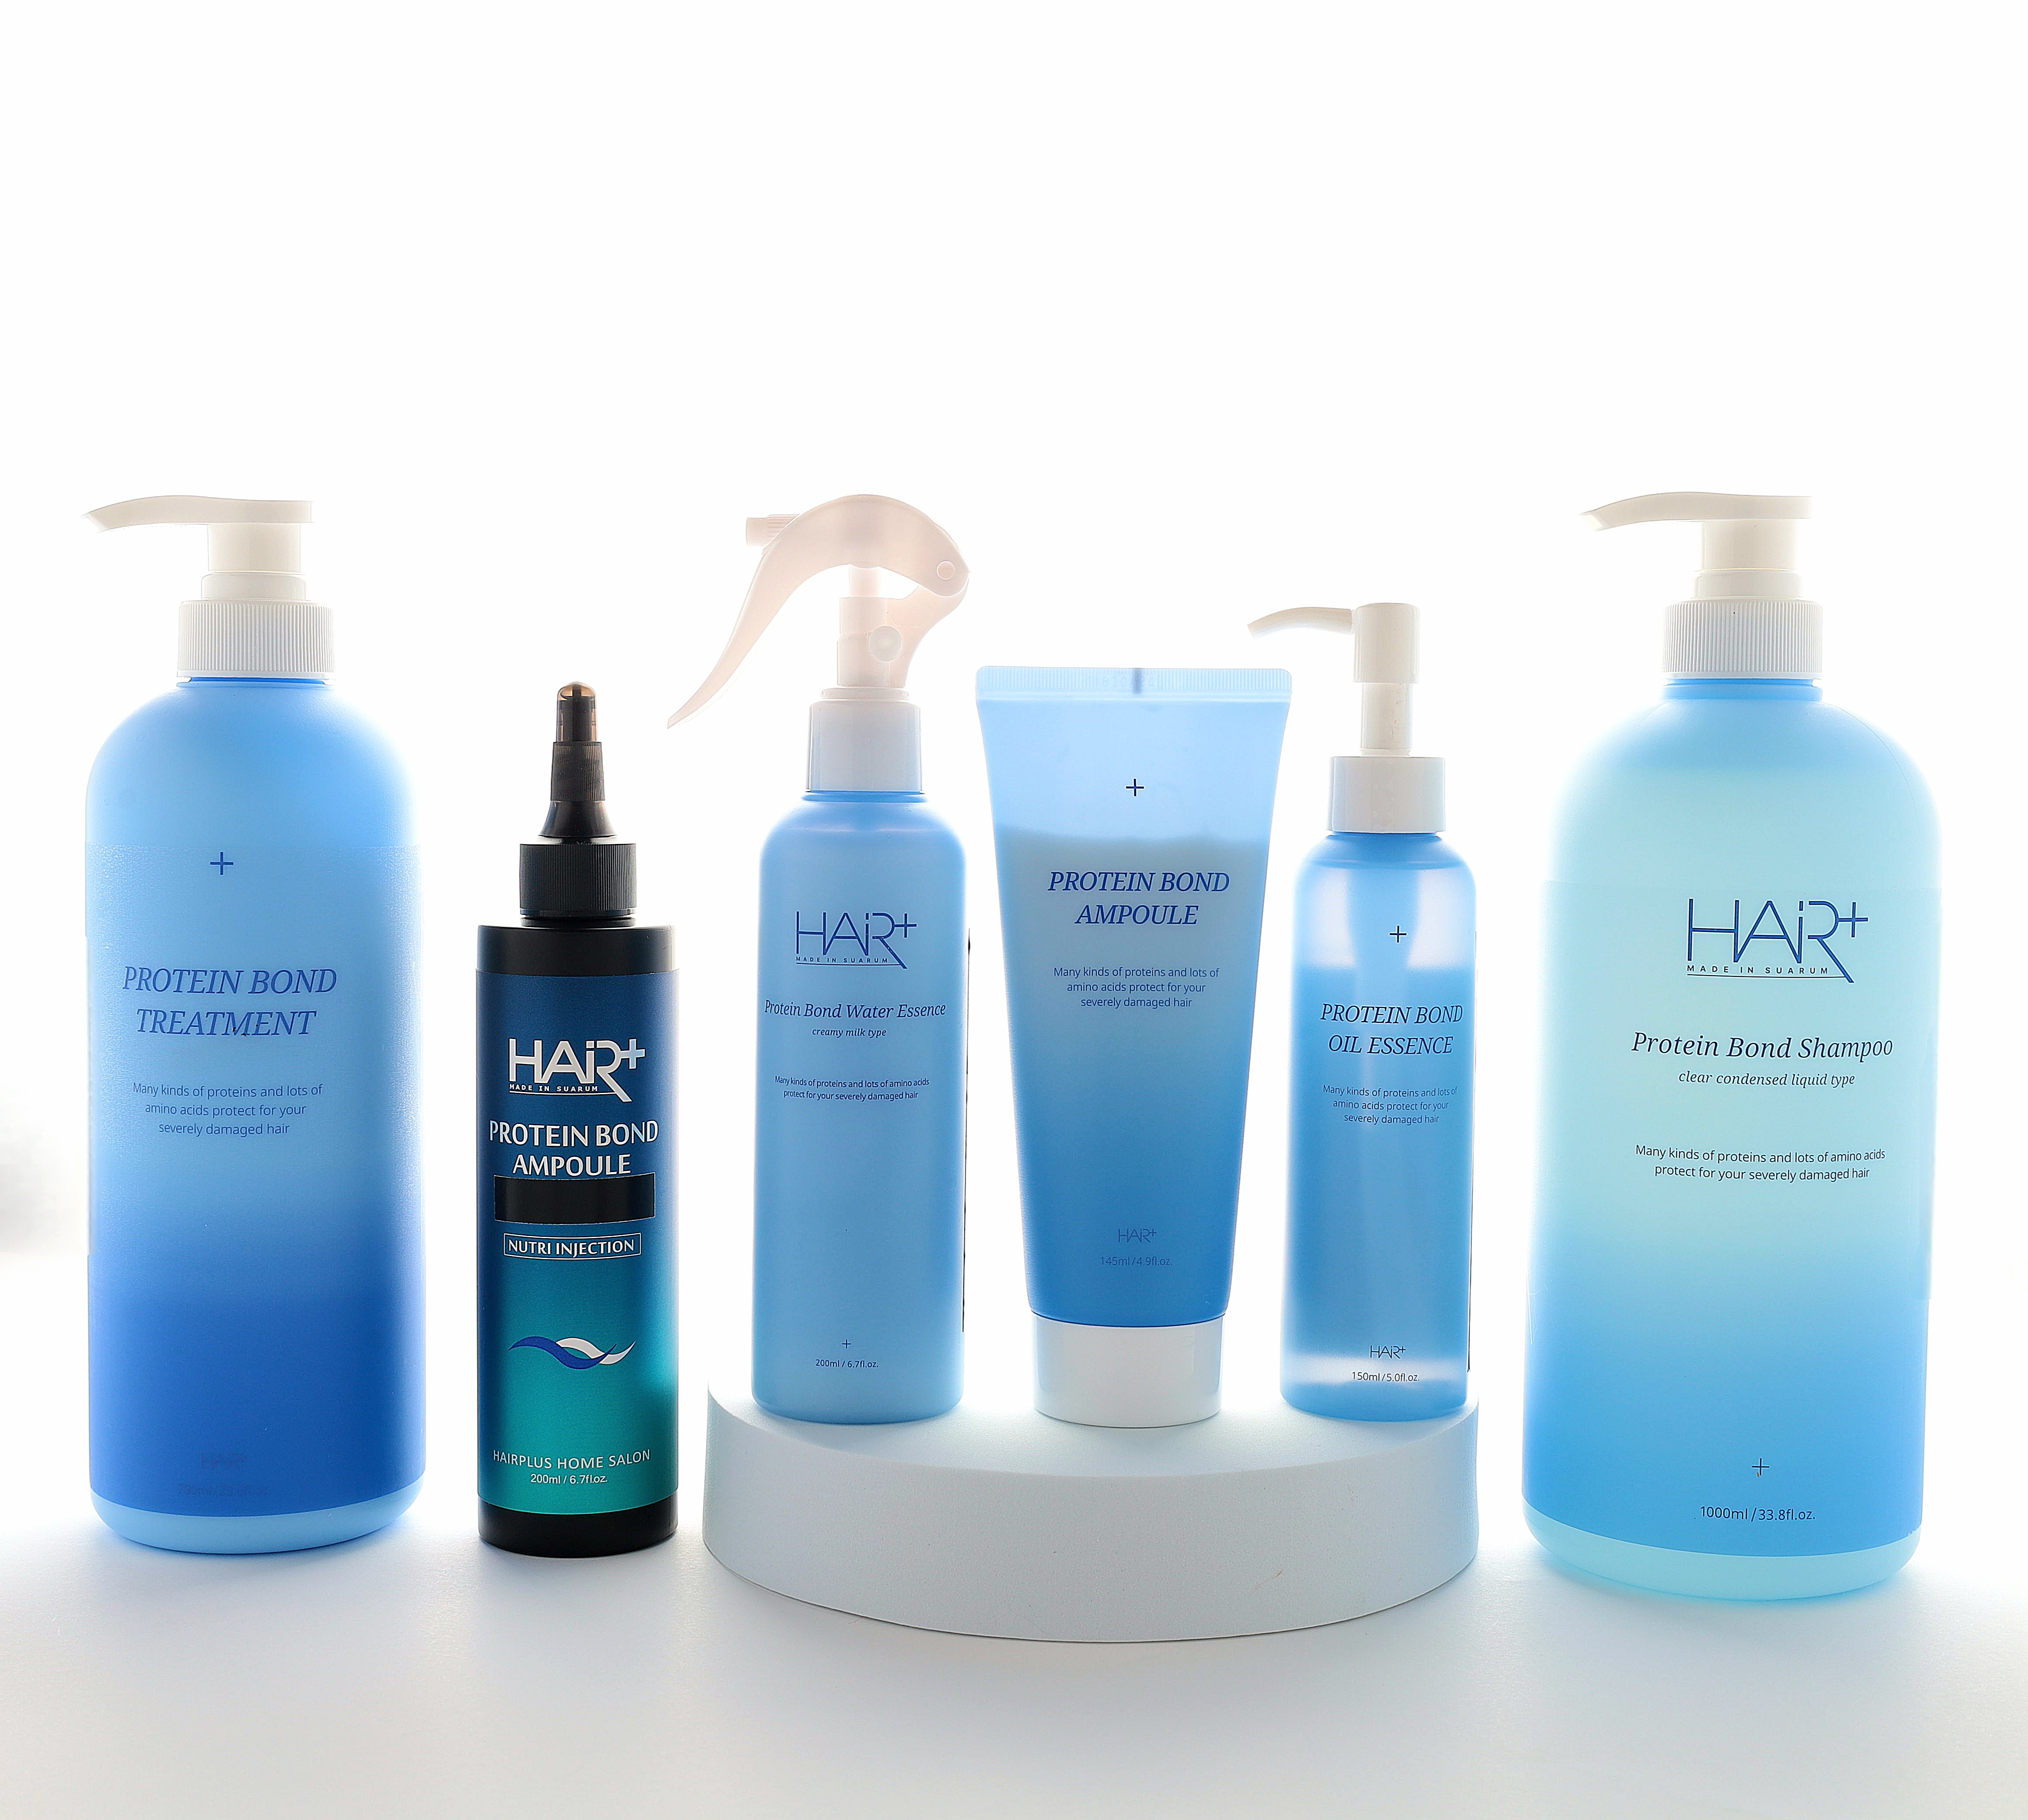 +
PROTEIN BOND
TREATMENT
Many kinds of proteins and lots of
amino acids protect for your
severely damaged hair
HAiR+
MADE IN SUARUM
PROTEIN BOND
AMPOULE
NUTRI INJECTION
HAIRPLUS HOME SALON
200ml / 6.7fl.oz.
HAiR+
MADE IN SUARUM
Protein Bond Water Essence
creamy milk type
Many kinds of proteins and lots of amino acids
protect for your severely damaged hair
+
200ml / 6.7fl.oz.
+
PROTEIN BOND
AMPOULE
Many kinds of proteins and lots of
amino acids protect for your
severely damaged hair
HAiR+
145ml/4.9fl.oz.
+
PROTEIN BOND
OIL ESSENCE
Many kinds of proteins and lots of
amino acids protect for your
severely damaged hair
HAiR+
150ml/5.0fl.oz.
HAiR+
MADE IN SUARUM
Protein Bond Shampoo
clear condensed liquid type
Many kinds of proteins and lots of amino acids
protect for your severely damaged hair
+
1000ml/33.8fl.oz.